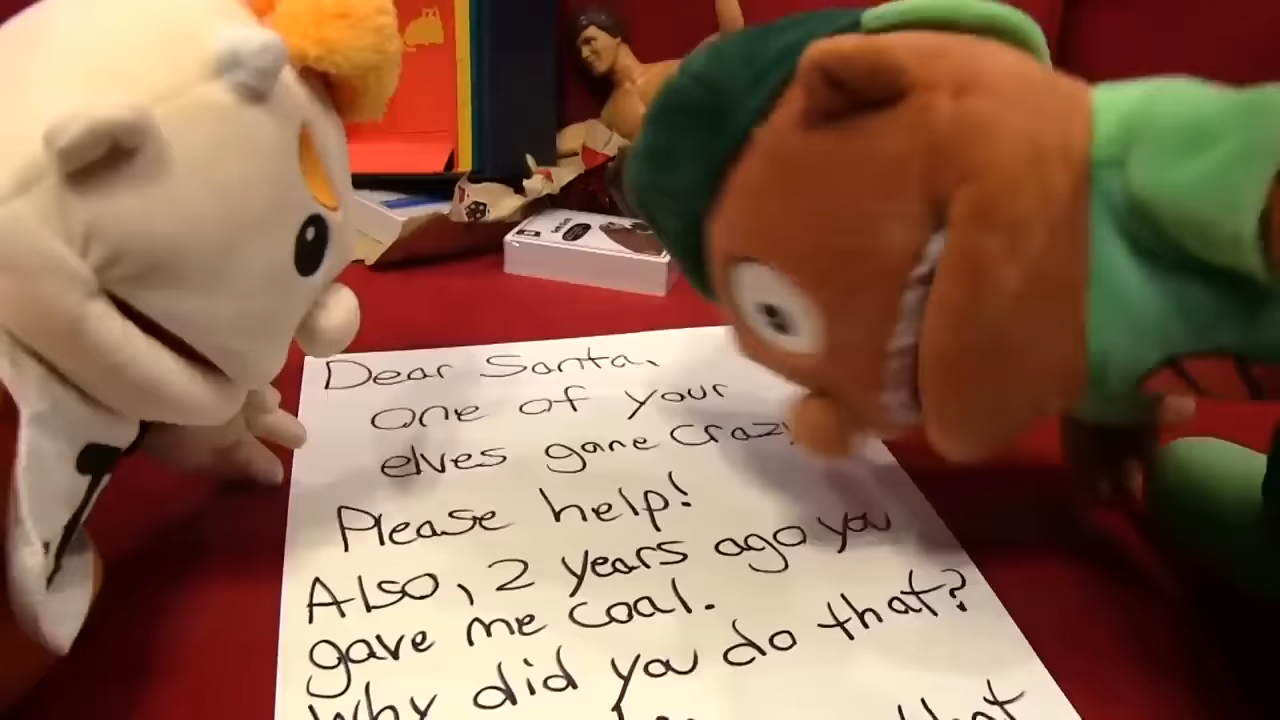 Dear Santa,
one of your
elves gone crazy
Please help!
Also, 2 years ago you
gave me coal.
Why did you do that?
that